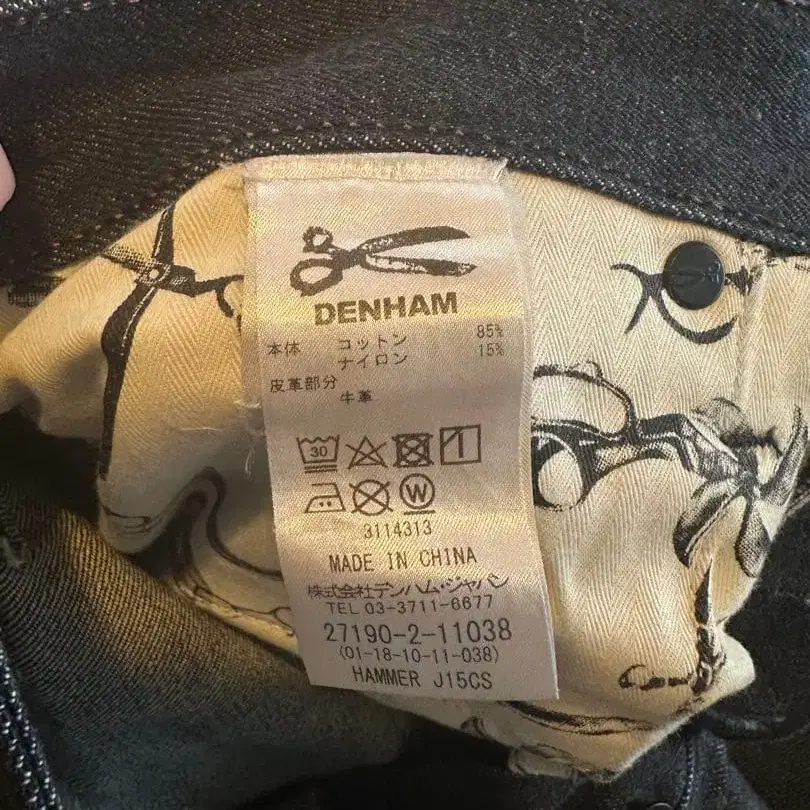 DENHAM
本体 コットン 85%
ナイロン 15%
皮革部分
牛革
30
W
3114313
MADE IN CHINA
株式会社デンハム・ジャパン
TEL 03-3711-6677
27190-2-11038
(01-18-10-11-038)
HAMMER J15CS